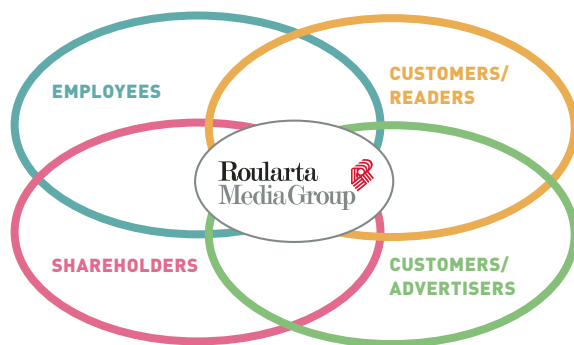 EMPLOYEES
CUSTOMERS/
READERS
Roularta
MediaGroup
SHAREHOLDERS
CUSTOMERS/
ADVERTISERS